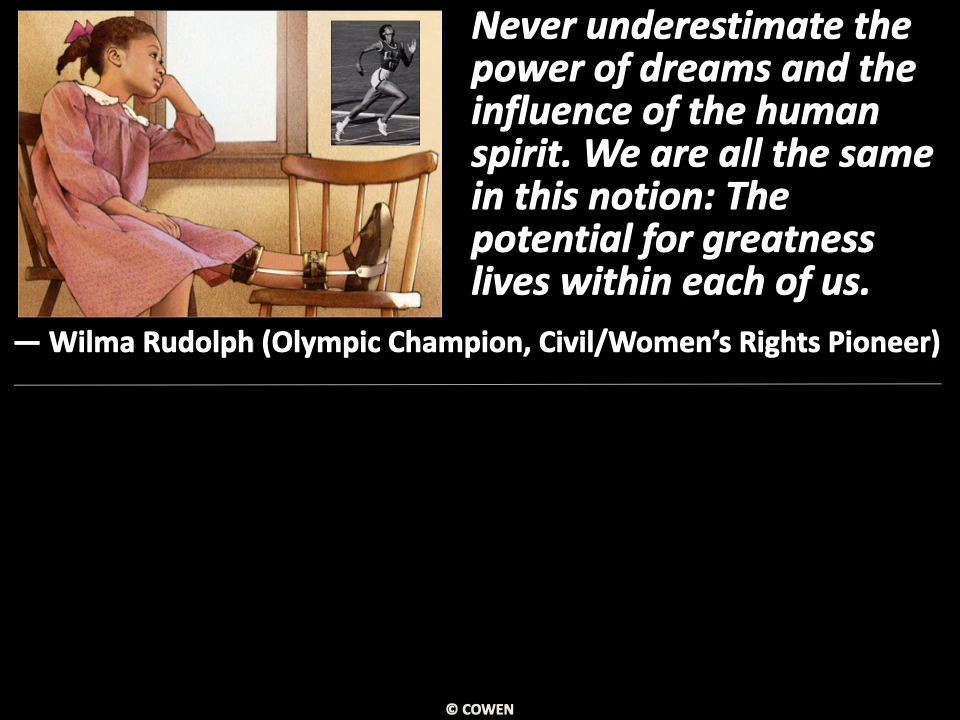 Never underestimate the
power of dreams and the
influence of the human
spirit. We are all the same
in this notion: The
potential for greatness
lives within each of us.
— Wilma Rudolph (Olympic Champion, Civil/Women’s Rights Pioneer)
© COWEN